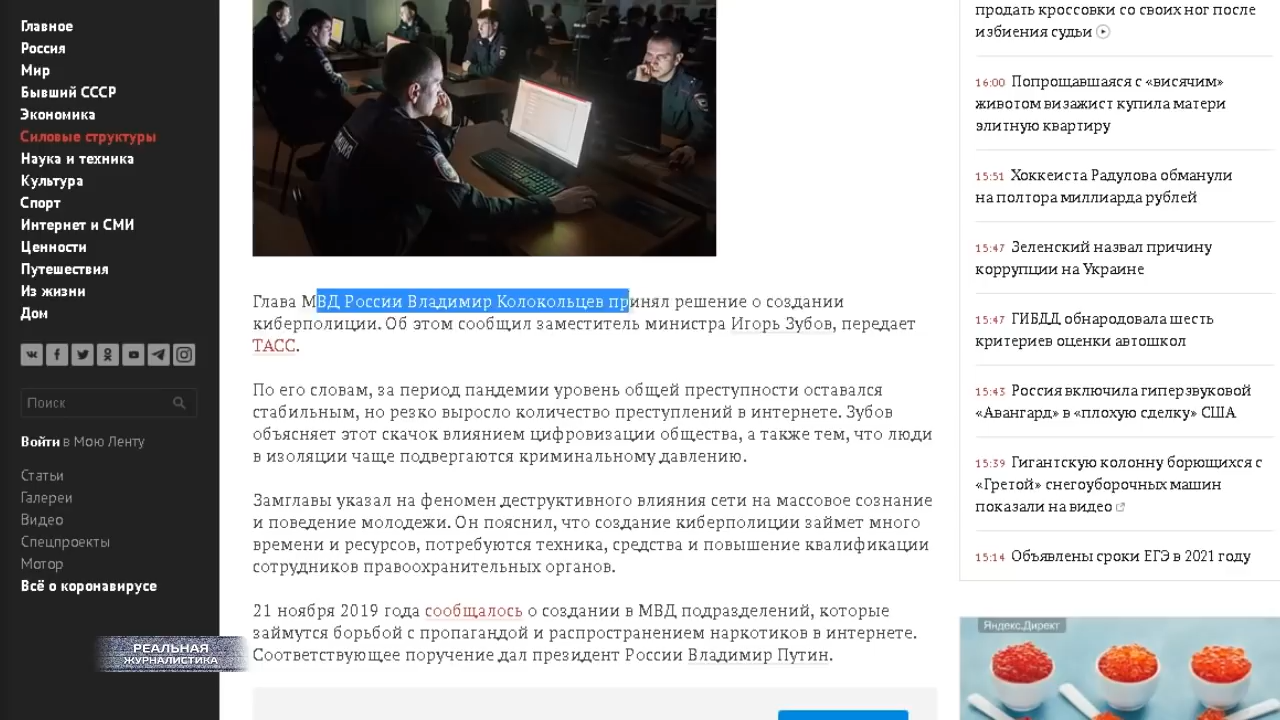 Главное
Россия
Мир
Бывший СССР
Экономика
Силовые структуры
Наука и техника
Культура
Спорт
Интернет и СМИ
Ценности
Путешествия
Из жизни
Дом
Поиск
Войти в Мою Ленту
Статьи
Галереи
Видео
Спецпроекты
Мотор
Всё о коронавирусе
РЕАЛЬНАЯ
ЖУРНАЛИСТИКА
Глава МВД России Владимир Колокольцев принял решение о создании
киберполиции. Об этом сообщил заместитель министра Игорь Зубов, передает
ТАСС.
По его словам, за период пандемии уровень общей преступности оставался
стабильным, но резко выросло количество преступлений в интернете. Зубов
объясняет этот скачок влиянием цифровизации общества, а также тем, что люди
в изоляции чаще подвергаются криминальному давлению.
Замглавы указал на феномен деструктивного влияния сети на массовое сознание
и поведение молодежи. Он пояснил, что создание киберполиции займет много
времени и ресурсов, потребуются техника, средства и повышение квалификации
сотрудников правоохранительных органов.
21 ноября 2019 года сообщалось о создании в МВД подразделений, которые
займутся борьбой с пропагандой и распространением наркотиков в интернете.
Соответствующее поручение дал президент России Владимир Путин.
продать кроссовки со своих ног после
избиения судьи
16:00 Попрощавшаяся с «висячим»
животом визажист купила матери
элитную квартиру
15:51 Хоккеиста Радулова обманули
на полтора миллиарда рублей
15:47 Зеленский назвал причину
коррупции на Украине
15:47 ГИБДД обнародовала шесть
критериев оценки автошкол
15:43 Россия включила гиперзвуковой
«Авангард» в «плохую сделку» США
15:39 Гигантскую колонну борющихся с
«Гретой» снегоуборочных машин
показали на видео
15:14 Объявлены сроки ЕГЭ в 2021 году
Яндекс.Директ